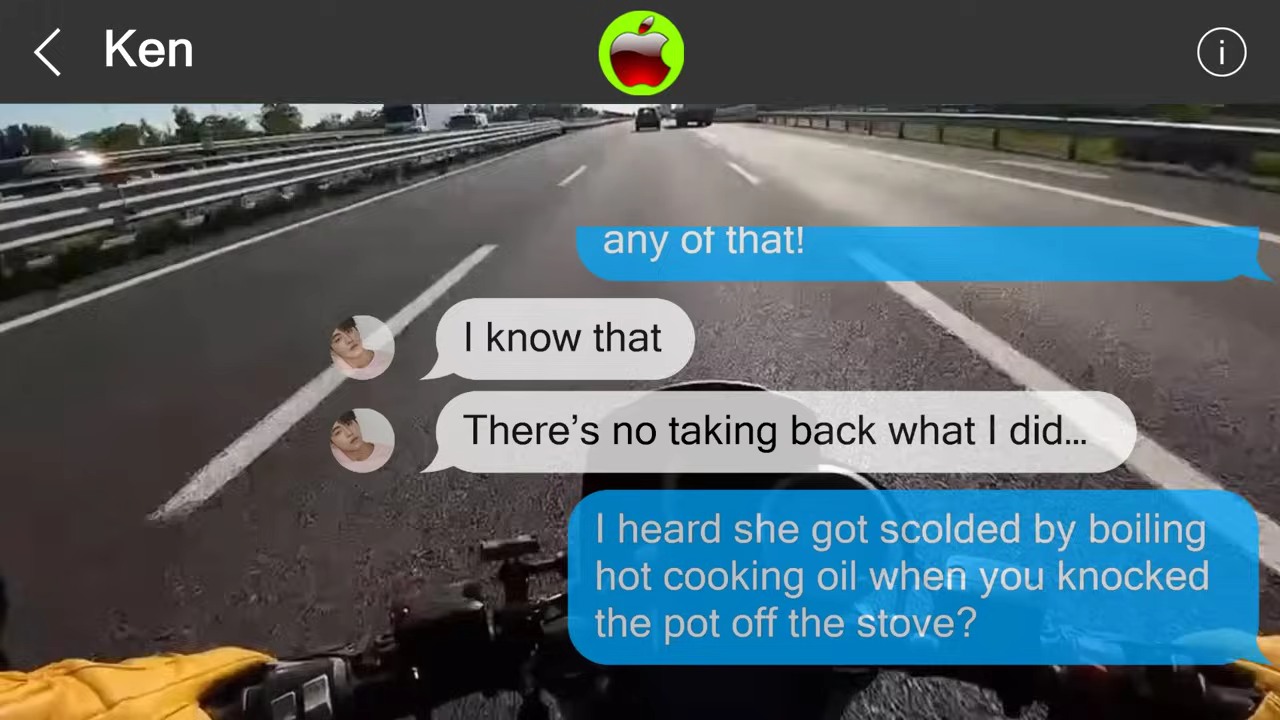 Ken
i
any of that!
I know that
There’s no taking back what I did...
I heard she got scolded by boiling
hot cooking oil when you knocked
the pot off the stove?